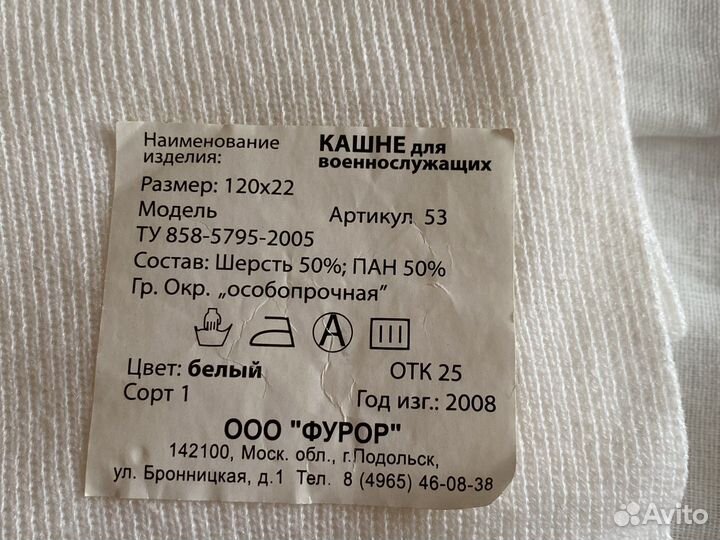 Наименование изделия: КАШНЕ для военнослужащих
Размер: 120х22
Модель Артикул 53
ТУ 858-5795-2005
Состав: Шерсть 50%; ПАН 50%
Гр. Окр. „особопрочная”
A
Цвет: белый ОТК 25
Сорт 1 Год изг.: 2008
ООО "ФУРОР"
142100, Моск. обл., г.Подольск,
ул. Бронницкая, д.1 Тел. 8 (4965) 46-08-38
Avito